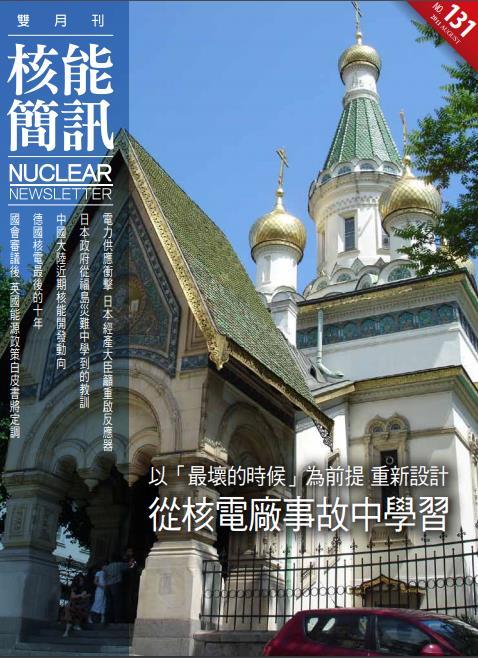 雙月刊
NO. 131
2011 AUGUST
核能
簡訊
NUCLEAR
NEWSLETTER
電力供應衝擊 日本經產大臣籲重啟反應器
日本政府從福島災難中學到的教訓
中國大陸近期核能開發動向
德國核電最後的十年
國會審議後 英國能源政策白皮書將定調
以「最壞的時候」為前提 重新設計
從核電廠事故中學習